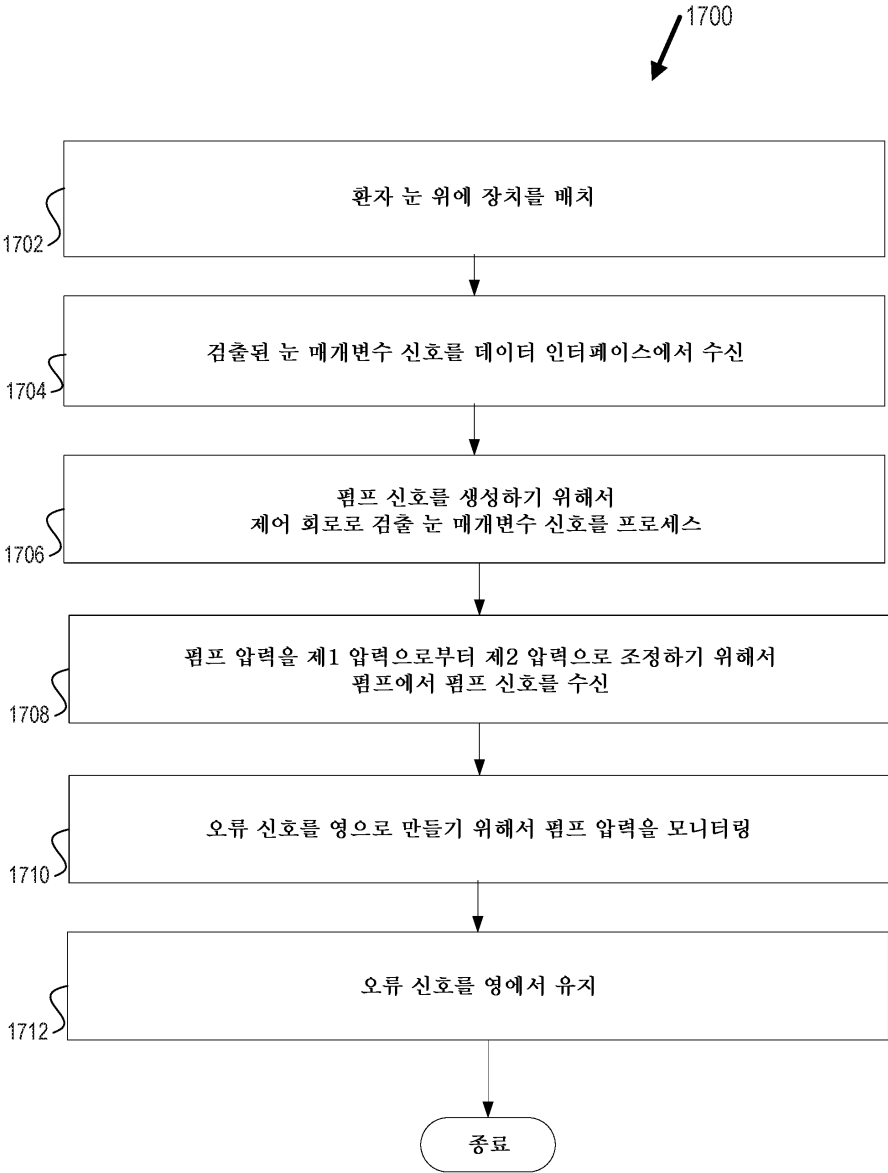 1700
환자 눈 위에 장치를 배치
1702
검출된 눈 매개변수 신호를 데이터 인터페이스에서 수신
1704
펌프 신호를 생성하기 위해서
제어 회로로 검출 눈 매개변수 신호를 프로세스
1706
펌프 압력을 제1 압력으로부터 제2 압력으로 조정하기 위해서
펌프에서 펌프 신호를 수신
1708
오류 신호를 영으로 만들기 위해서 펌프 압력을 모니터링
1710
오류 신호를 영에서 유지
1712
종료